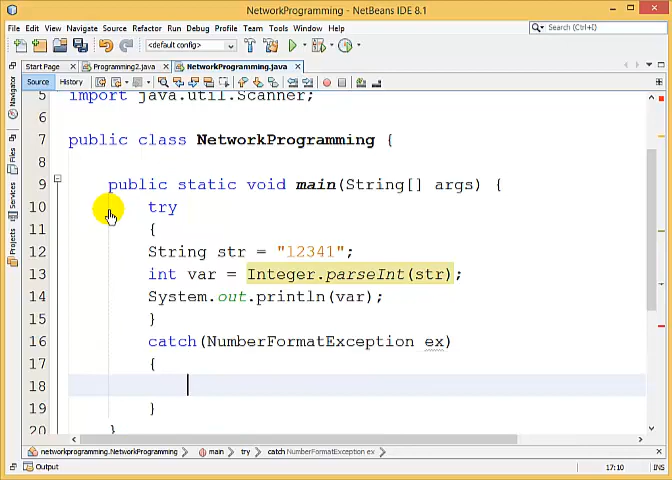 NetworkProgramming - NetBeans IDE 8.1
File Edit View Navigate Source Refactor Run Debug Profile Team Tools Window Help
Search (Ctrl+I)
<default config>
Start Page Programming2.java NetworkProgramming.java
Source History
5 import java.util.Scanner;
7 public class NetworkProgramming {
8
9 public static void main(String[] args) {
10 try
11 {
12 String str = "12341";
13 int var = Integer.parseInt(str);
14 System.out.println(var);
15 }
16 catch(NumberFormatException ex)
17 {
18
19 }
20 }
Navigator
Files
Services
Projects
networkprogramming.NetworkProgramming main try catch NumberFormatException ex
Output
17:10 INS